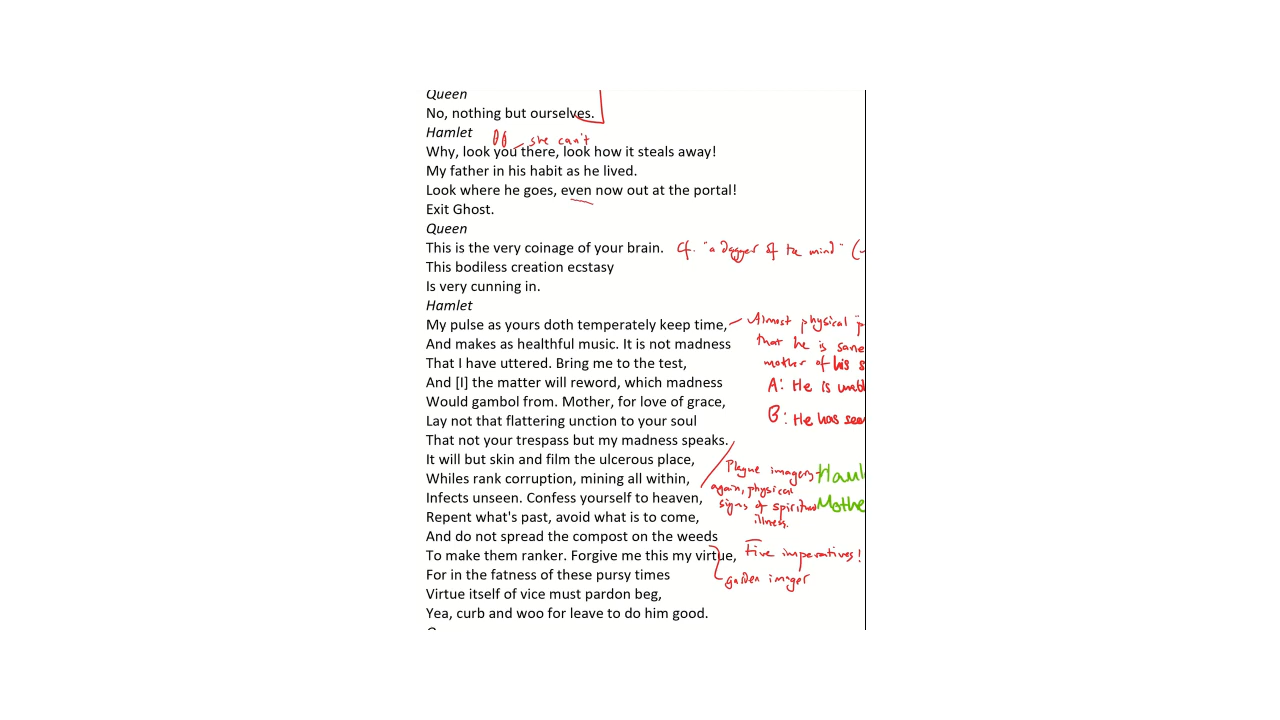 Queen
No, nothing but ourselves.
Hamlet
she can't
Why, look you there, look how it steals away!
My father in his habit as he lived.
Look where he goes, even now out at the portal!
Exit Ghost.
Queen
This is the very coinage of your brain. cf. "a dagger of the mind" (
This bodiless creation ecstasy
Is very cunning in.
Hamlet
My pulse as yours doth temperately keep time, Almost physical
And makes as healthful music. It is not madness that he is sane
That I have uttered. Bring me to the test, mother of his
And [I] the matter will reword, which madness A: He is
Would gambol from. Mother, for love of grace,
Lay not that flattering unction to your soul B: He has
That not your trespass but my madness speaks.
It will but skin and film the ulcerous place, Plague imagery
Whiles rank corruption, mining all within, again, physical
Infects unseen. Confess yourself to heaven, signs of spiritual
Repent what's past, avoid what is to come, illness.
And do not spread the compost on the weeds
To make them ranker. Forgive me this my virtue, Five imperatives!
For in the fatness of these pursy times garden imager
Virtue itself of vice must pardon beg,
Yea, curb and woo for leave to do him good.